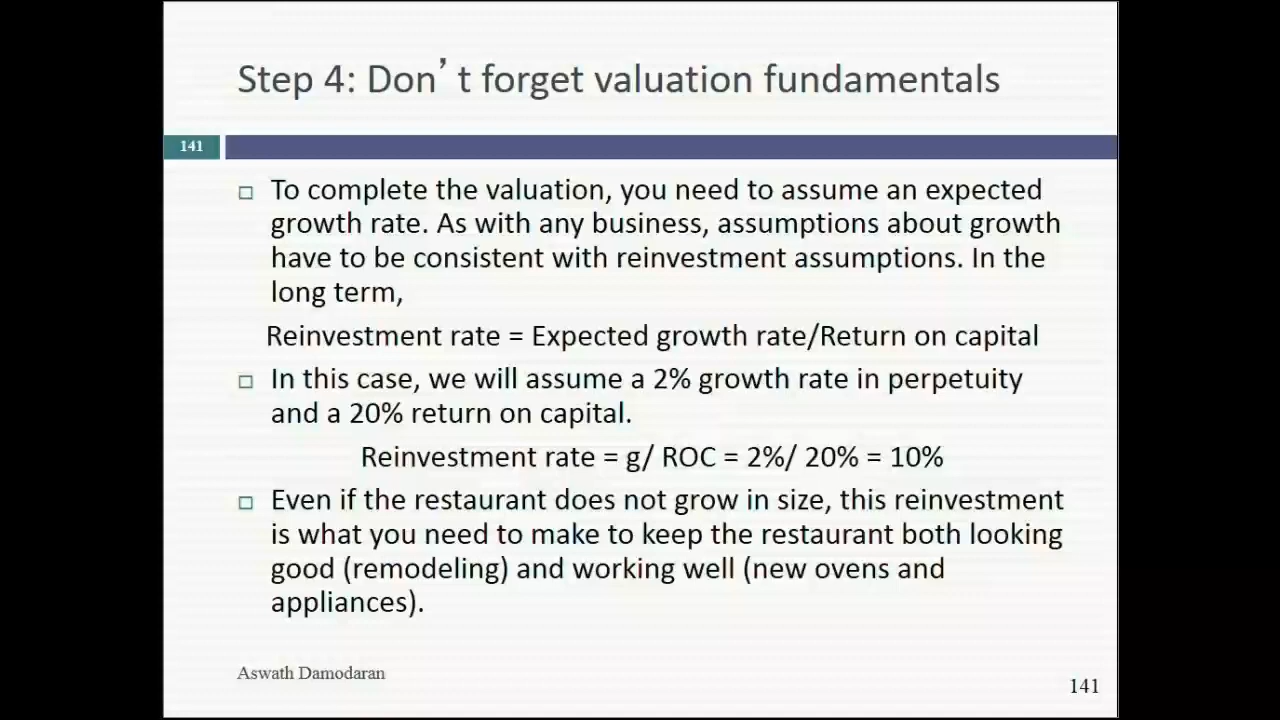 Step 4: Don’t forget valuation fundamentals
141
□ To complete the valuation, you need to assume an expected
growth rate. As with any business, assumptions about growth
have to be consistent with reinvestment assumptions. In the
long term,
Reinvestment rate = Expected growth rate/Return on capital
□ In this case, we will assume a 2% growth rate in perpetuity
and a 20% return on capital.
Reinvestment rate = g/ ROC = 2%/ 20% = 10%
□ Even if the restaurant does not grow in size, this reinvestment
is what you need to make to keep the restaurant both looking
good (remodeling) and working well (new ovens and
appliances).
Aswath Damodaran
141